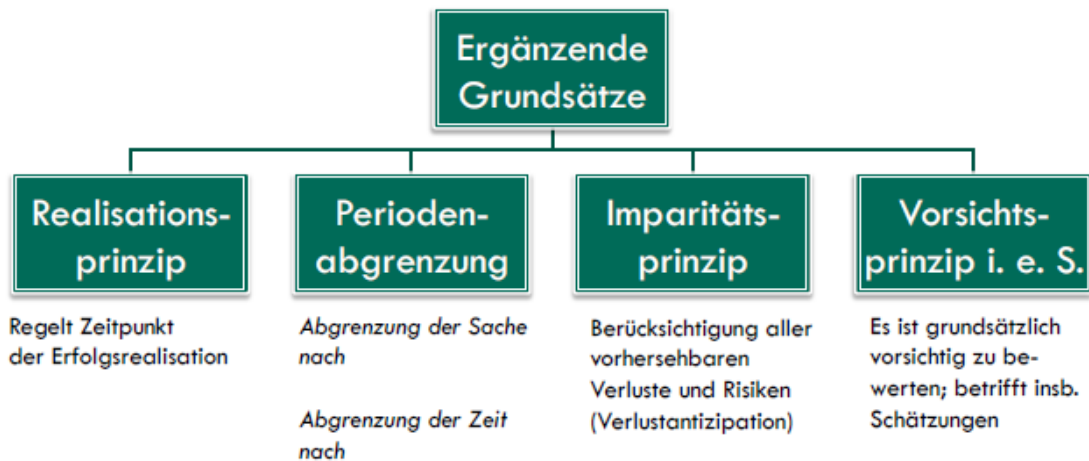 Ergänzende
Grundsätze
Realisations-
prinzip
Perioden-
abgrenzung
Imparitäts-
prinzip
Vorsichts-
prinzip i. e. S.
Regelt Zeitpunkt
der Erfolgsrealisation
Abgrenzung der Sache
nach
Abgrenzung der Zeit
nach
Berücksichtigung aller
vorhersehbaren
Verluste und Risiken
(Verlustantizipation)
Es ist grundsätzlich
vorsichtig zu be-
werten; betrifft insb.
Schätzungen